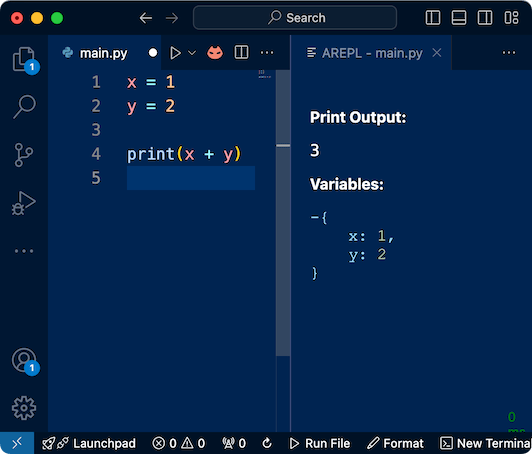 Search
main.py
AREPL - main.py
1 x = 1
2 y = 2
3
4 print(x + y)
5
Print Output:
3
Variables:
-{
x: 1,
y: 2
}
1
1
0
ms
Launchpad 0 0 0 Run File Format New Terminal